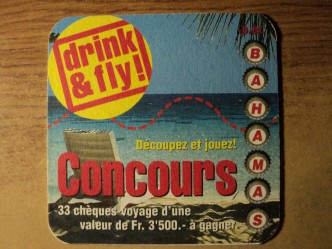 drink
& fly!
BAHAMAS
Découpez et jouez!
Concours
33 chèques voyage d'une
valeur de Fr. 3'500.- à gagner